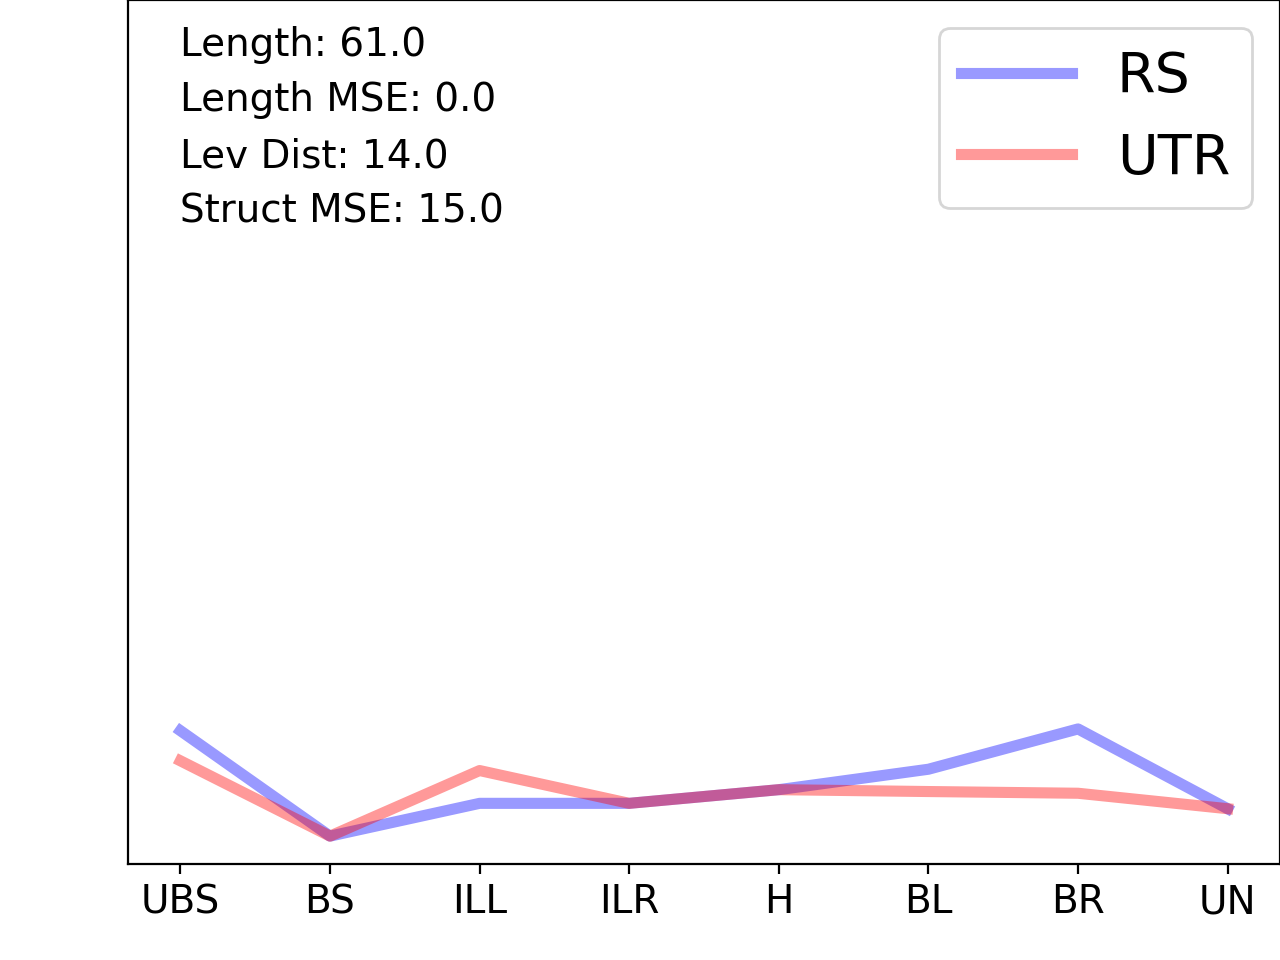 Length: 61.0
Length MSE: 0.0
Lev Dist: 14.0
Struct MSE: 15.0
RS
UTR
UBS BS ILL ILR H BL BR UN